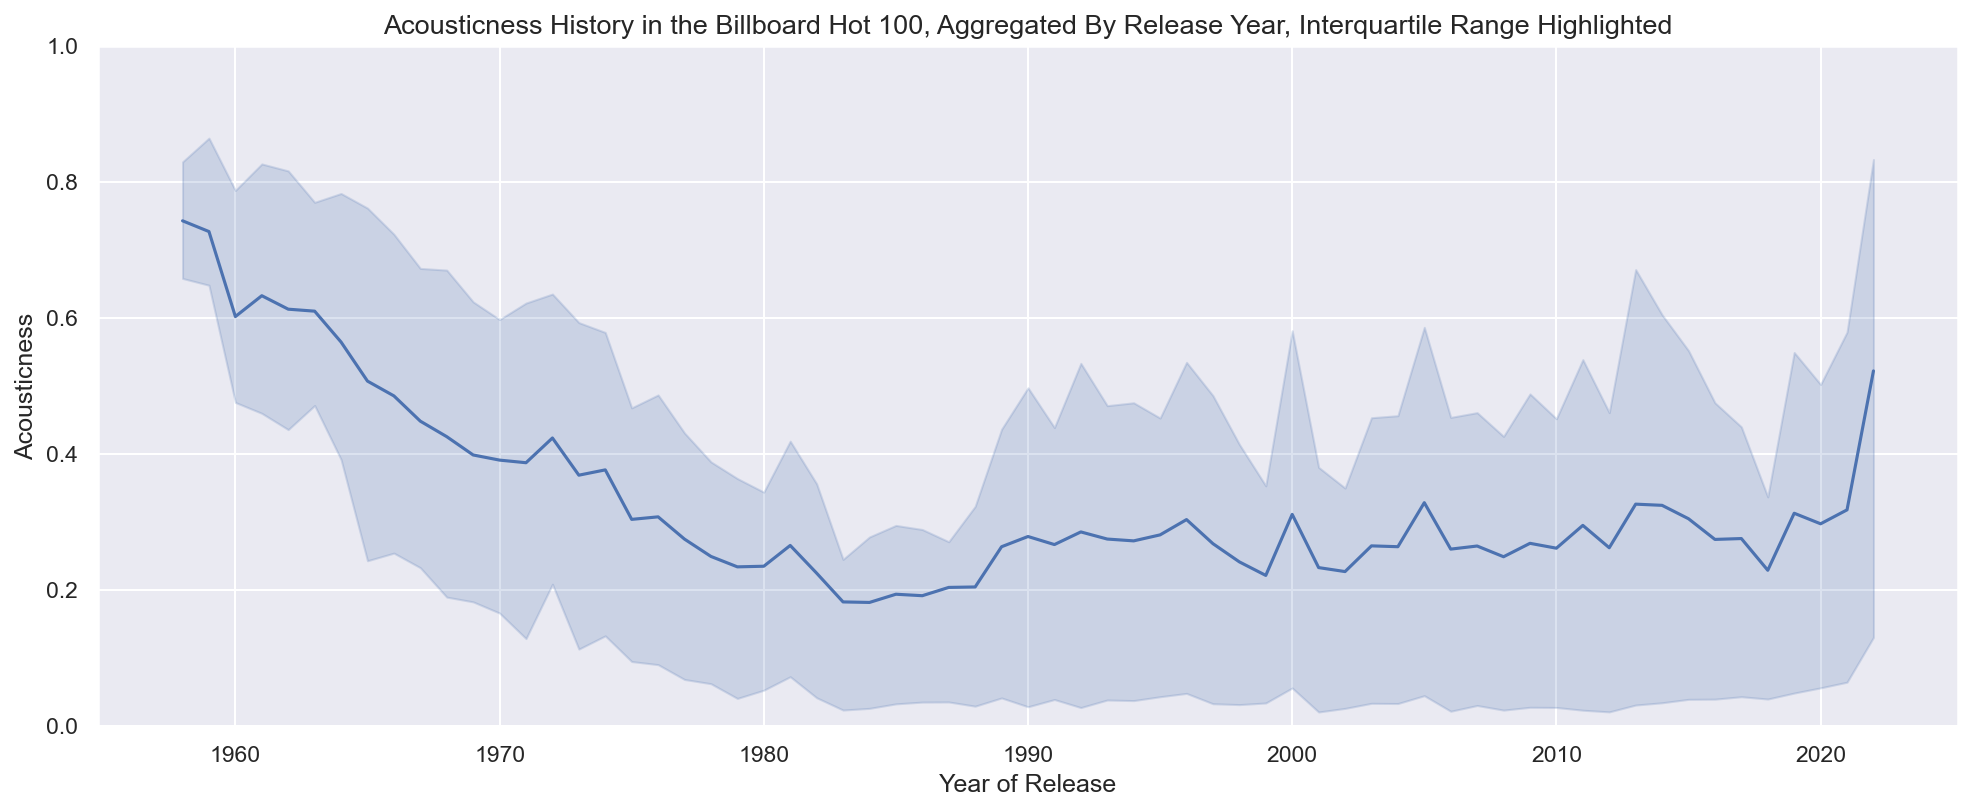 Acousticness History in the Billboard Hot 100, Aggregated By Release Year, Interquartile Range Highlighted
1.0
0.8
0.6
0.4
0.2
0.0
Acousticness
1960 1970 1980 1990 2000 2010 2020
Year of Release